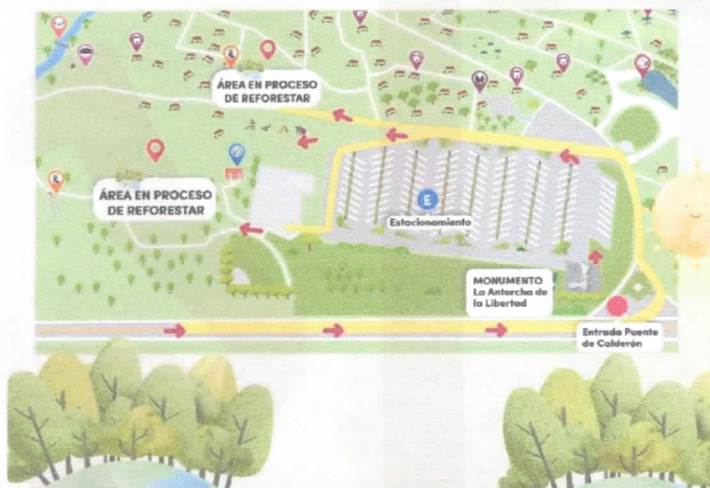 ÁREA EN PROCESO
DE REFORESTAR
ÁREA EN PROCESO
DE REFORESTAR
E
Estacionamiento
MONUMENTO
La Antorcha de
la Libertad
Entrada Puente
de Calderón